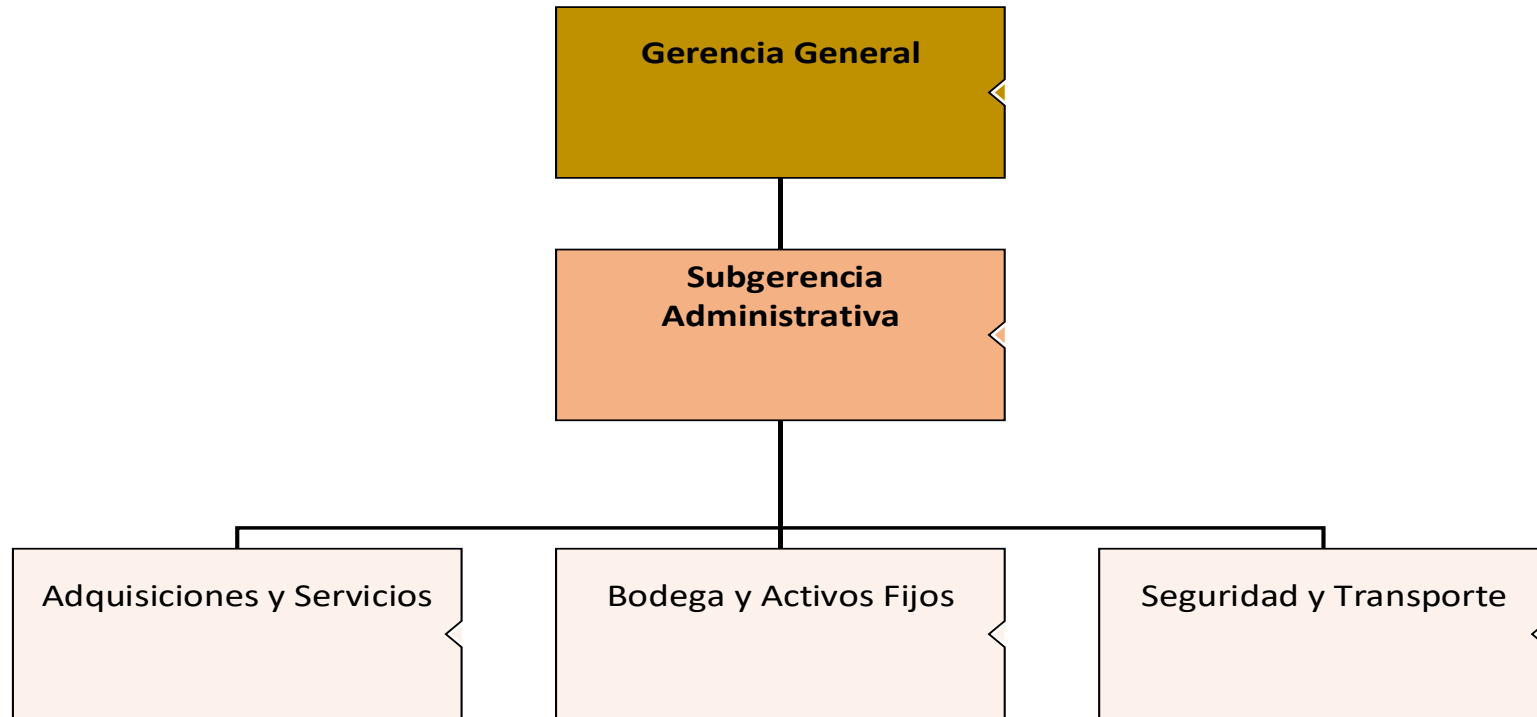 Gerencia General
Subgerencia
Administrativa
Adquisiciones y Servicios
Bodega y Activos Fijos
Seguridad y Transporte